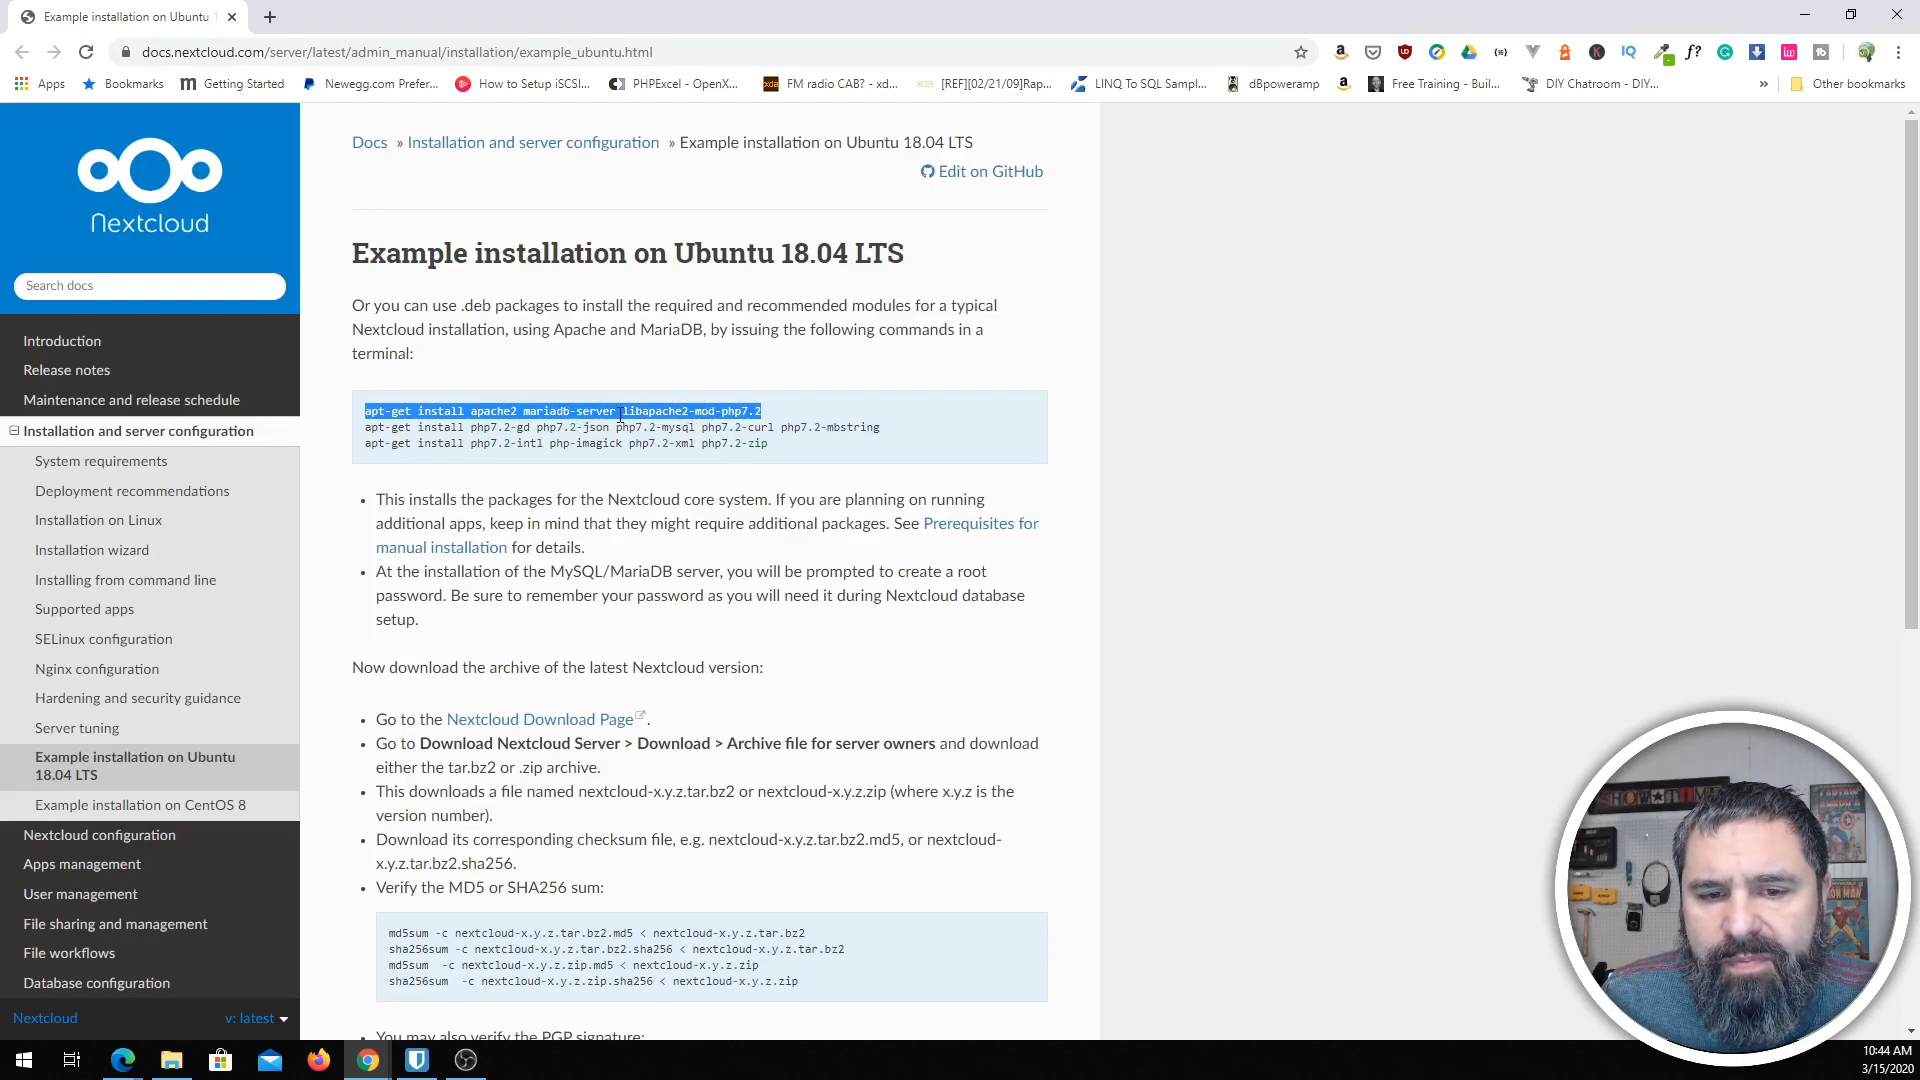 Example installation on Ubuntu 1
docs.nextcloud.com/server/latest/admin_manual/installation/example_ubuntu.html
Apps
Bookmarks
Getting Started
Newegg.com Prefer...
How to Setup iSCSI...
PHPExcel - OpenX...
FM radio CAB? - xd...
[REF][02/21/09]Rap...
LINQ To SQL Sampl...
dBpoweramp
Free Training - Buil...
DIY Chatroom - DIY...
»
Other bookmarks
Nextcloud
Search docs
Introduction
Release notes
Maintenance and release schedule
Installation and server configuration
System requirements
Deployment recommendations
Installation on Linux
Installation wizard
Installing from command line
Supported apps
SELinux configuration
Nginx configuration
Hardening and security guidance
Server tuning
Example installation on Ubuntu
18.04 LTS
Example installation on CentOS 8
Nextcloud configuration
Apps management
User management
File sharing and management
File workflows
Database configuration
Nextcloud
v: latest
Docs » Installation and server configuration » Example installation on Ubuntu 18.04 LTS
Edit on GitHub
Example installation on Ubuntu 18.04 LTS
Or you can use .deb packages to install the required and recommended modules for a typical
Nextcloud installation, using Apache and MariaDB, by issuing the following commands in a
terminal:
apt-get install apache2 mariadb-server libapache2-mod-php7.2
apt-get install php7.2-gd php7.2-json php7.2-mysql php7.2-curl php7.2-mbstring
apt-get install php7.2-intl php-imagick php7.2-xml php7.2-zip
• This installs the packages for the Nextcloud core system. If you are planning on running
additional apps, keep in mind that they might require additional packages. See Prerequisites for
manual installation for details.
• At the installation of the MySQL/MariaDB server, you will be prompted to create a root
password. Be sure to remember your password as you will need it during Nextcloud database
setup.
Now download the archive of the latest Nextcloud version:
• Go to the Nextcloud Download Page.
• Go to Download Nextcloud Server > Download > Archive file for server owners and download
either the tar.bz2 or .zip archive.
• This downloads a file named nextcloud-x.y.z.tar.bz2 or nextcloud-x.y.z.zip (where x.y.z is the
version number).
• Download its corresponding checksum file, e.g. nextcloud-x.y.z.tar.bz2.md5, or nextcloud-
x.y.z.tar.bz2.sha256.
• Verify the MD5 or SHA256 sum:
md5sum -c nextcloud-x.y.z.tar.bz2.md5 < nextcloud-x.y.z.tar.bz2
sha256sum -c nextcloud-x.y.z.tar.bz2.sha256 < nextcloud-x.y.z.tar.bz2
md5sum -c nextcloud-x.y.z.zip.md5 < nextcloud-x.y.z.zip
sha256sum -c nextcloud-x.y.z.zip.sha256 < nextcloud-x.y.z.zip
• You may also verify the PGP signature:
SHOW★TIME
CAPTAIN
IRON MAN
10:44 AM
3/15/2020